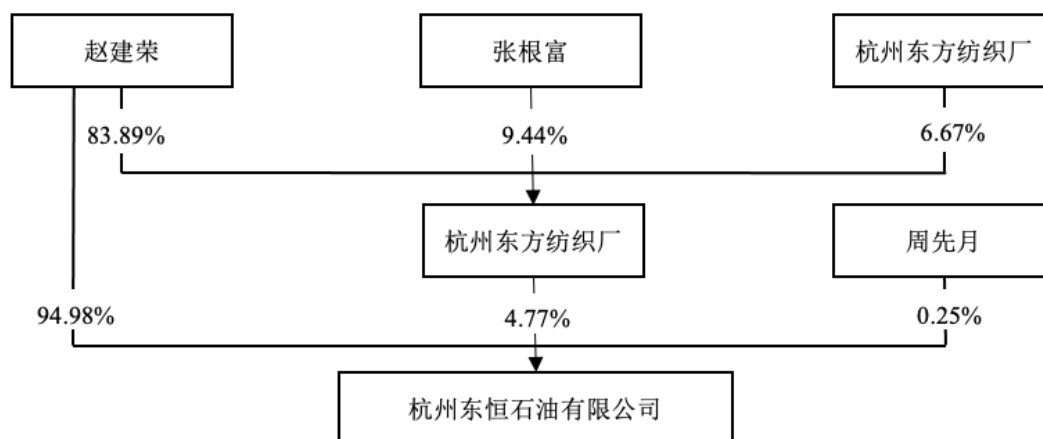 赵建荣
张根富
杭州东方纺织厂
83.89%
9.44%
6.67%
杭州东方纺织厂
周先月
94.98%
4.77%
0.25%
杭州东恒石油有限公司